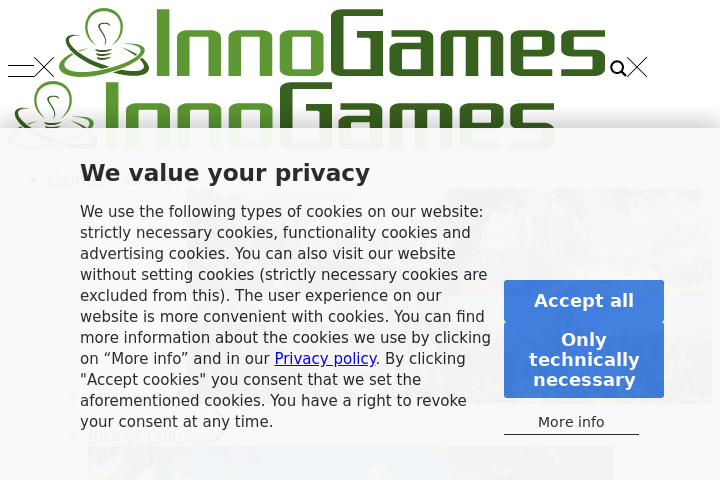 InnoGames
InnoGames
Games
We value your privacy
We use the following types of cookies on our website:
strictly necessary cookies, functionality cookies and
advertising cookies. You can also visit our website
without setting cookies (strictly necessary cookies are
excluded from this). The user experience on our
website is more convenient with cookies. You can find
more information about the cookies we use by clicking
on “More info” and in our Privacy policy. By clicking
"Accept cookies" you consent that we set the
aforementioned cookies. You have a right to revoke
your consent at any time.
Accept all
Only
technically
necessary
More info
Rise of Cultures